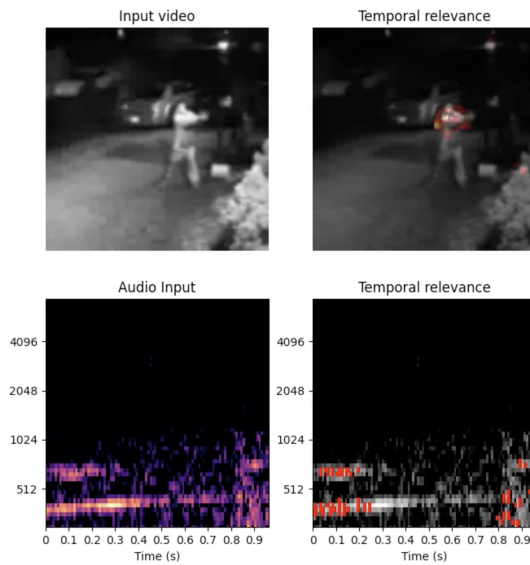 Input video
Temporal relevance
Audio Input
Temporal relevance
4096
2048
1024
512
0 0.1 0.2 0.3 0.4 0.5 0.6 0.7 0.8 0.9
Time (s)
0 0.1 0.2 0.3 0.4 0.5 0.6 0.7 0.8 0.9
Time (s)
4096
2048
1024
512